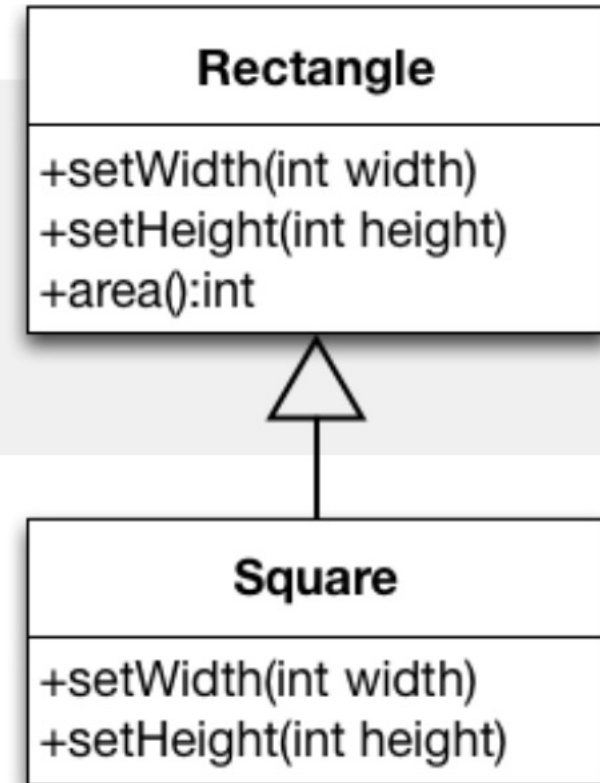 Rectangle
+setWidth(int width)
+setHeight(int height)
+area():int
Square
+setWidth(int width)
+setHeight(int height)